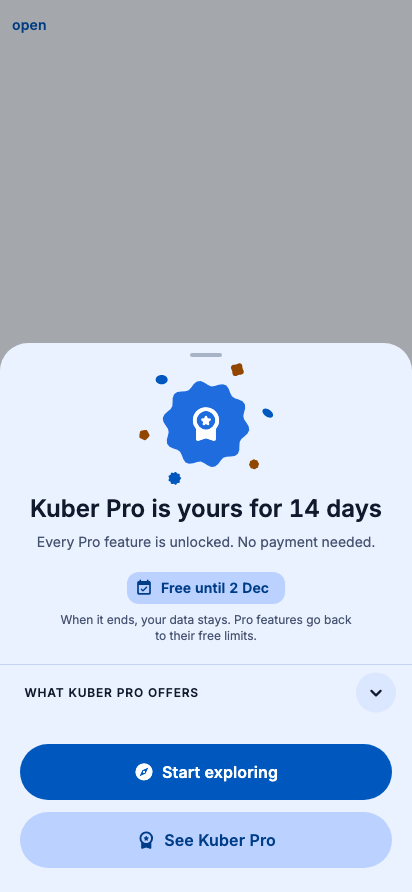 open
Kuber Pro is yours for 14 days
Every Pro feature is unlocked. No payment needed.
Free until 2 Dec
When it ends, your data stays. Pro features go back
to their free limits.
WHAT KUBER PRO OFFERS
Start exploring
See Kuber Pro